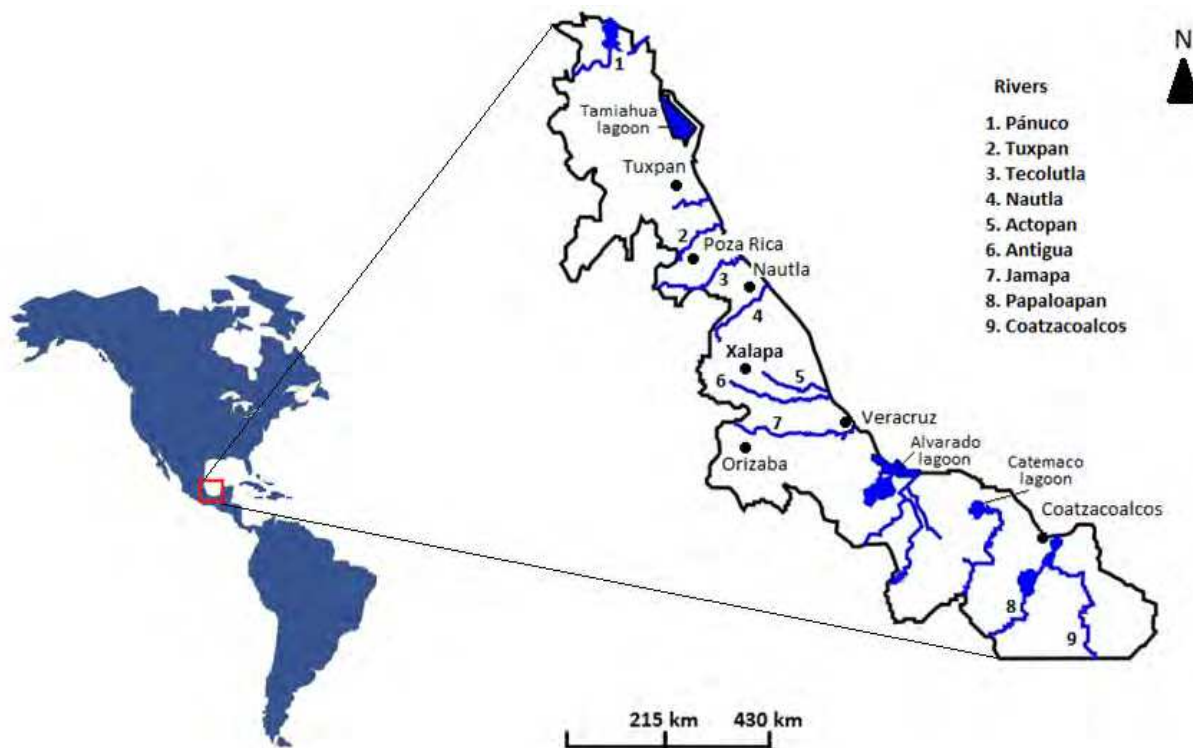 N
Rivers
1. Pánuco
2. Tuxpan
3. Tecolutla
4. Nautla
5. Actopan
6. Antigua
7. Jamapa
8. Papaloapan
9. Coatzacoalcos
1
Tamiahua
lagoon
Tuxpan
2
Poza Rica
3
Nautla
4
Xalapa
6
5
7
Veracruz
Orizaba
Alvarado
lagoon
Catemaco
lagoon
Coatzacoalcos
8
9
215 km
430 km